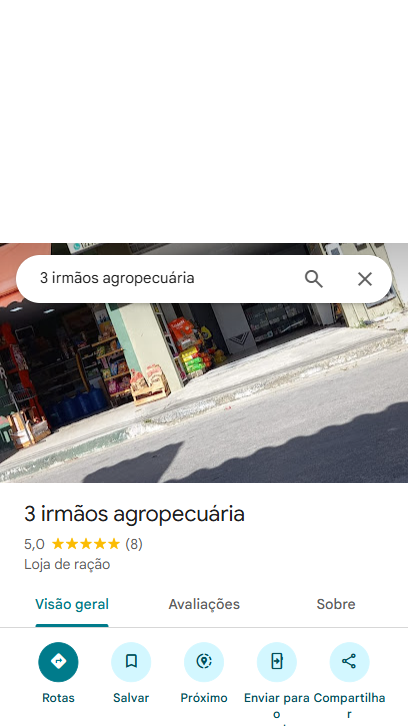 3 irmãos agropecuária
3 irmãos agropecuária
5,0 (8)
Loja de ração
Visão geral Avaliações Sobre
Rotas Salvar Próximo Enviar para Compartilha
o r